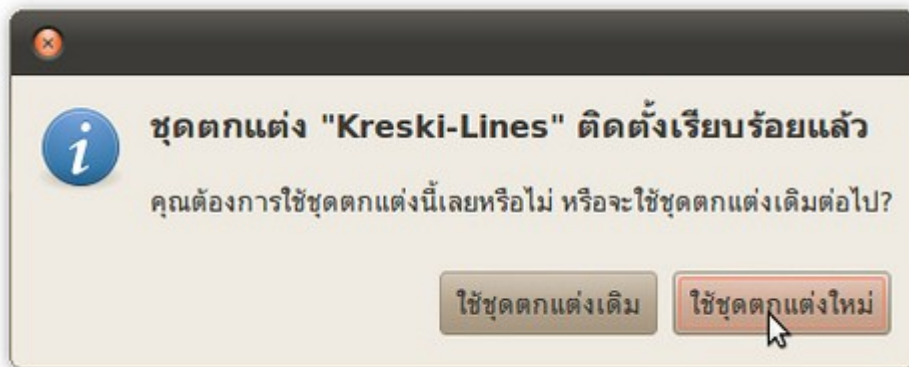 ชุดตกแต่ง "Kreski-Lines" ติดตั้งเรียบร้อยแล้ว
คุณต้องการใช้ชุดตกแต่งนี้เลยหรือไม่ หรือจะใช้ชุดตกแต่งเดิมต่อไป?
ใช้ชุดตกแต่งเดิม
ใช้ชุดตกแต่งใหม่